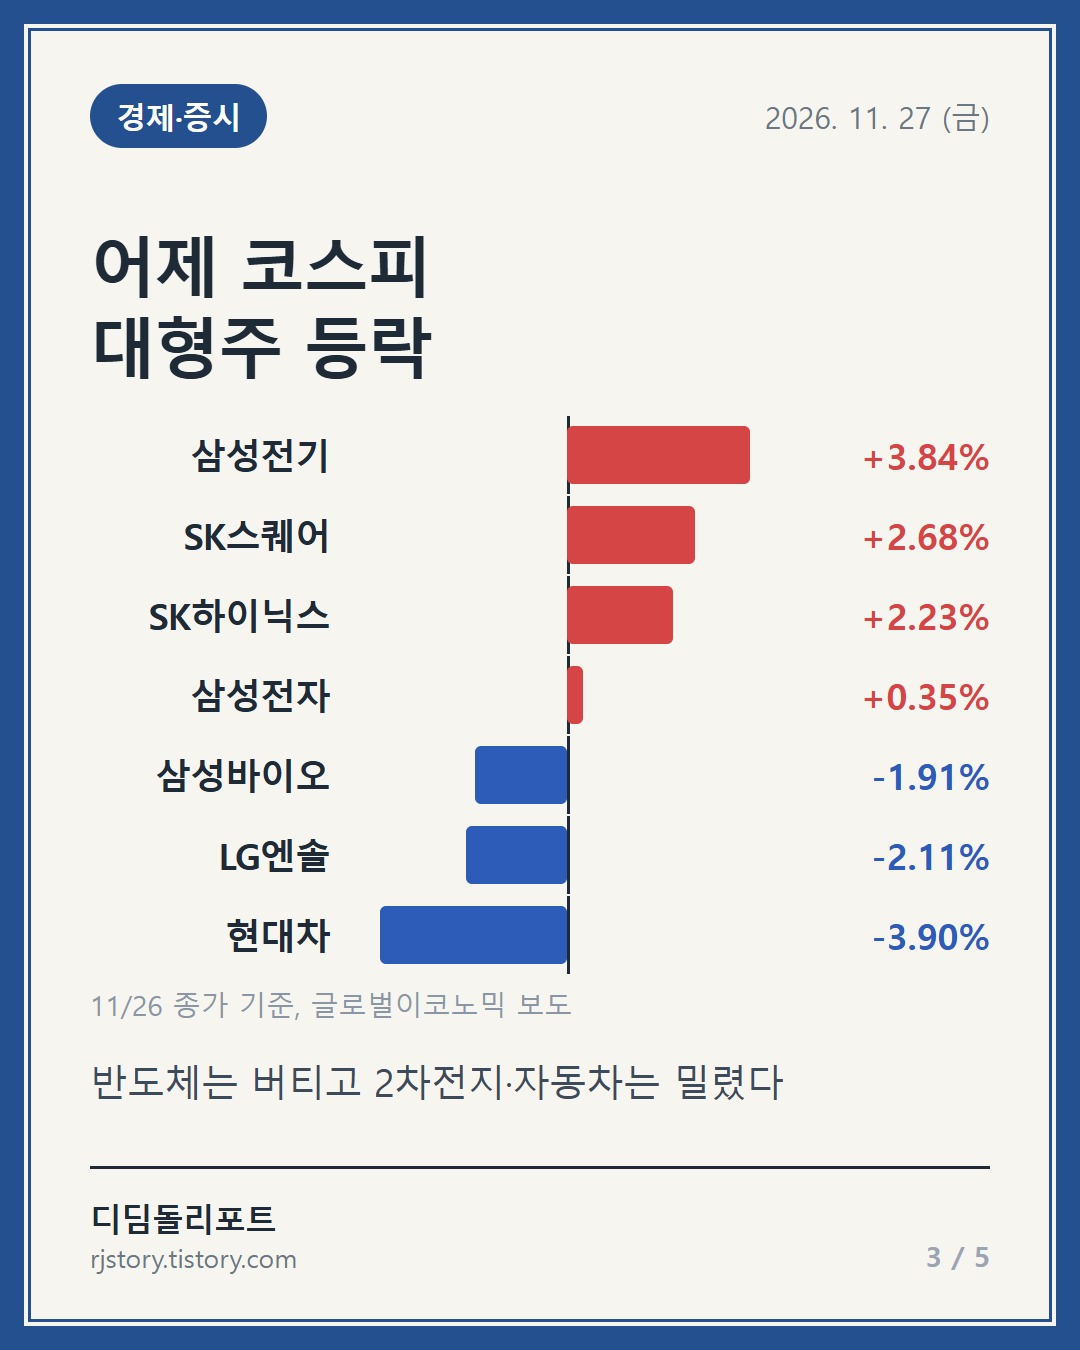 경제·증시
2026. 11. 27 (금)
어제 코스피
대형주 등락
삼성전기 +3.84%
SK스퀘어 +2.68%
SK하이닉스 +2.23%
삼성전자 +0.35%
삼성바이오 -1.91%
LG엔솔 -2.11%
현대차 -3.90%
11/26 종가 기준, 글로벌이코노믹 보도
반도체는 버티고 2차전지·자동차는 밀렸다
디딤돌리포트
rjstory.tistory.com
3 / 5